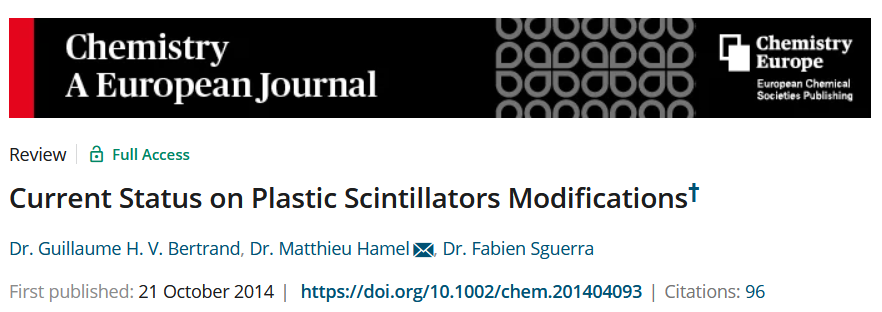 Chemistry
A European Journal
Chemistry
Europe
European Chemical
Societies Publishing
Review Full Access
Current Status on Plastic Scintillators Modifications†
Dr. Guillaume H. V. Bertrand, Dr. Matthieu Hamel, Dr. Fabien Sguerra
First published: 21 October 2014 | https://doi.org/10.1002/chem.201404093 | Citations: 96